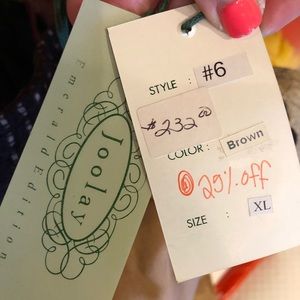 Emerald Edition
Joolay
STYLE : #6
$232.00
COLOR : Brown
25% off
SIZE : XL